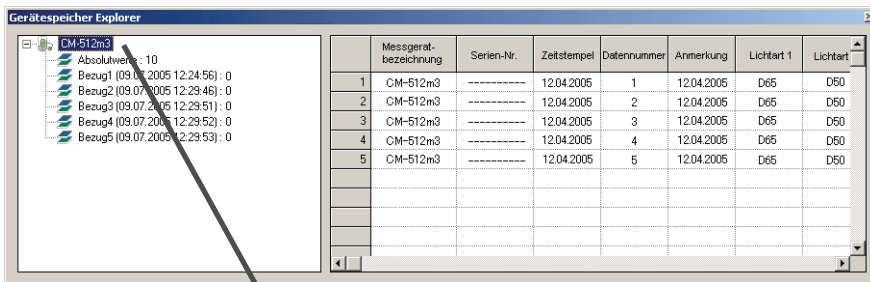 Gerätespeicher Explorer
CM-512m3
Absolutwerte : 10
Bezug1 (09.07.2005 12:24:56) : 0
Bezug2 (09.07.2005 12:29:46) : 0
Bezug3 (09.07.2005 12:29:51) : 0
Bezug4 (09.07.2005 12:29:52) : 0
Bezug5 (09.07.2005 12:29:53) : 0
Messgerat-bezeichnung Serien-Nr. Zeitstempel Datennummer Anmerkung Lichtart 1 Lichtart
1 CM-512m3 ---------- 12.04.2005 1 12.04.2005 D65 D50
2 CM-512m3 ---------- 12.04.2005 2 12.04.2005 D65 D50
3 CM-512m3 ---------- 12.04.2005 3 12.04.2005 D65 D50
4 CM-512m3 ---------- 12.04.2005 4 12.04.2005 D65 D50
5 CM-512m3 ---------- 12.04.2005 5 12.04.2005 D65 D50